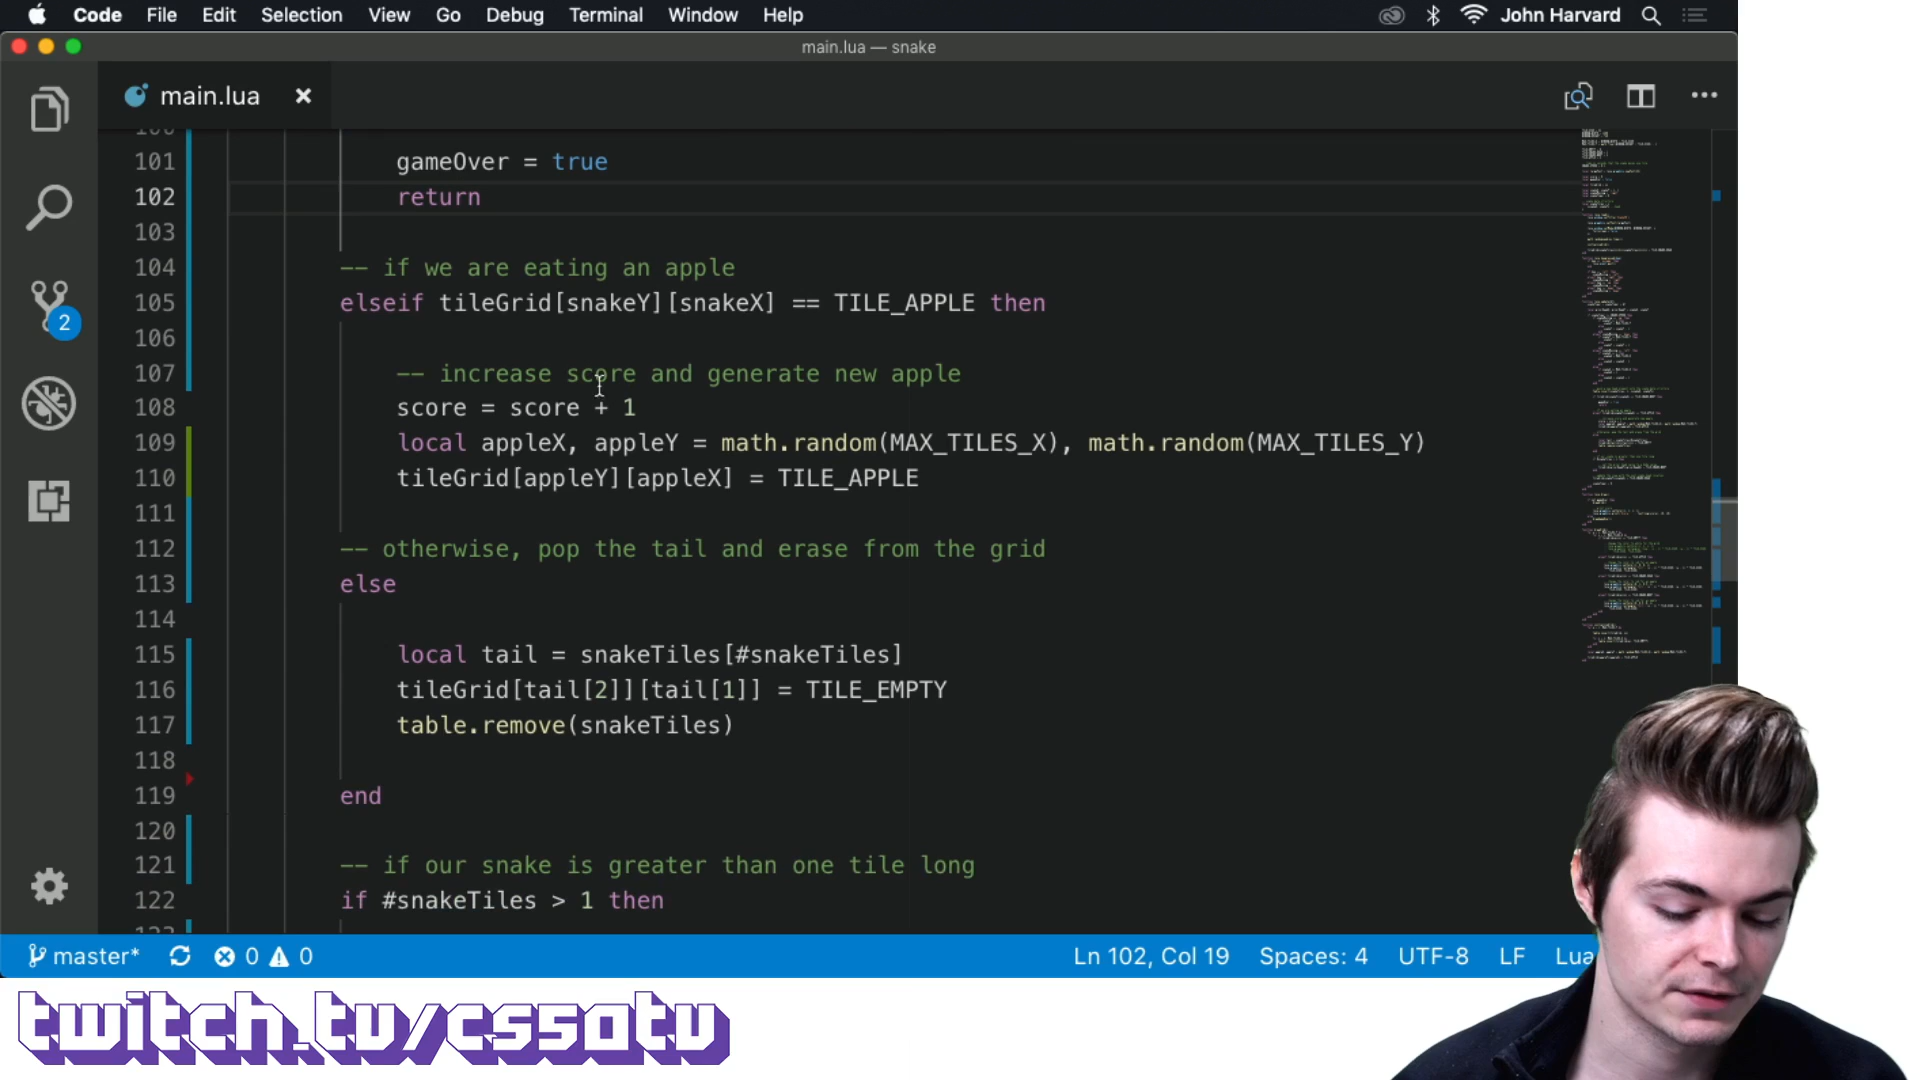 Code File Edit Selection View Go Debug Terminal Window Help John Harvard
main.lua — snake
main.lua
101 gameOver = true
102 return
103
104 -- if we are eating an apple
105 elseif tileGrid[snakeY][snakeX] == TILE_APPLE then
106
107 -- increase score and generate new apple
108 score = score + 1
109 local appleX, appleY = math.random(MAX_TILES_X), math.random(MAX_TILES_Y)
110 tileGrid[appleY][appleX] = TILE_APPLE
111
112 -- otherwise, pop the tail and erase from the grid
113 else
114
115 local tail = snakeTiles[#snakeTiles]
116 tileGrid[tail[2]][tail[1]] = TILE_EMPTY
117 table.remove(snakeTiles)
118
119 end
120
121 -- if our snake is greater than one tile long
122 if #snakeTiles > 1 then
2
master* 0 0 Ln 102, Col 19 Spaces: 4 UTF-8 LF Lua
twitch.tv/cs50tv